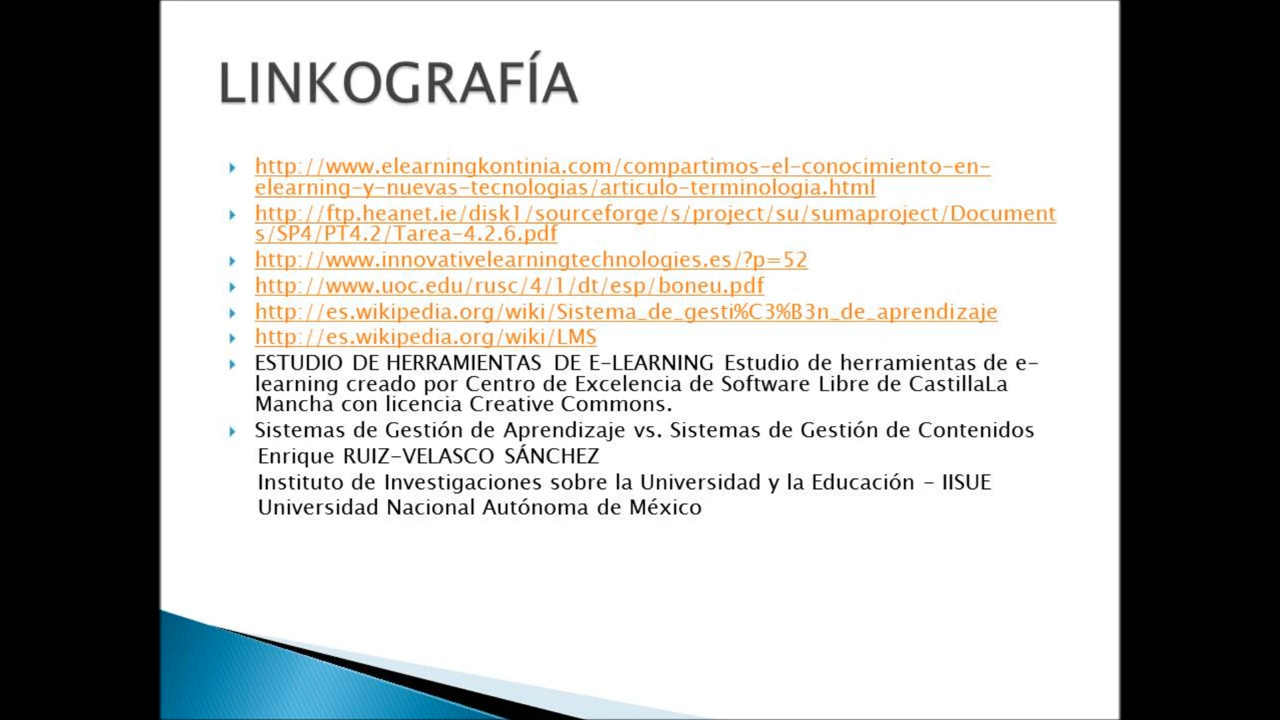 LINKOGRAFÍA
http://www.elearningkontinia.com/compartimos-el-conocimiento-en-
elearning-y-nuevas-tecnologias/articulo-terminologia.html
http://ftp.heanet.ie/disk1/sourceforge/s/project/su/sumaproject/Document
s/SP4/PT4.2/Tarea-4.2.6.pdf
http://www.innovativelearningtechnologies.es/?p=52
http://www.uoc.edu/rusc/4/1/dt/esp/boneu.pdf
http://es.wikipedia.org/wiki/Sistema_de_gesti%C3%B3n_de_aprendizaje
http://es.wikipedia.org/wiki/LMS
ESTUDIO DE HERRAMIENTAS DE E-LEARNING Estudio de herramientas de e-
learning creado por Centro de Excelencia de Software Libre de CastillaLa
Mancha con licencia Creative Commons.
Sistemas de Gestión de Aprendizaje vs. Sistemas de Gestión de Contenidos
Enrique RUIZ-VELASCO SÁNCHEZ
Instituto de Investigaciones sobre la Universidad y la Educación - IISUE
Universidad Nacional Autónoma de México